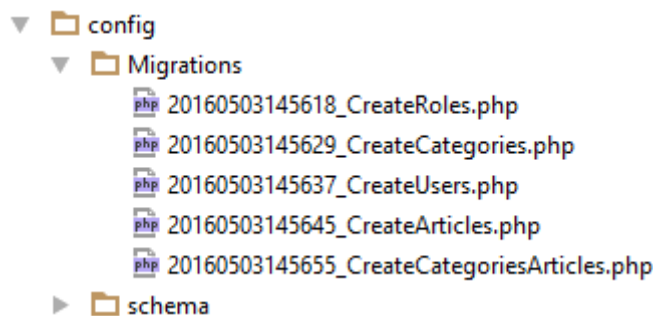 config
Migrations
php 20160503145618_CreateRoles.php
php 20160503145629_CreateCategories.php
php 20160503145637_CreateUsers.php
php 20160503145645_CreateArticles.php
php 20160503145655_CreateCategoriesArticles.php
schema